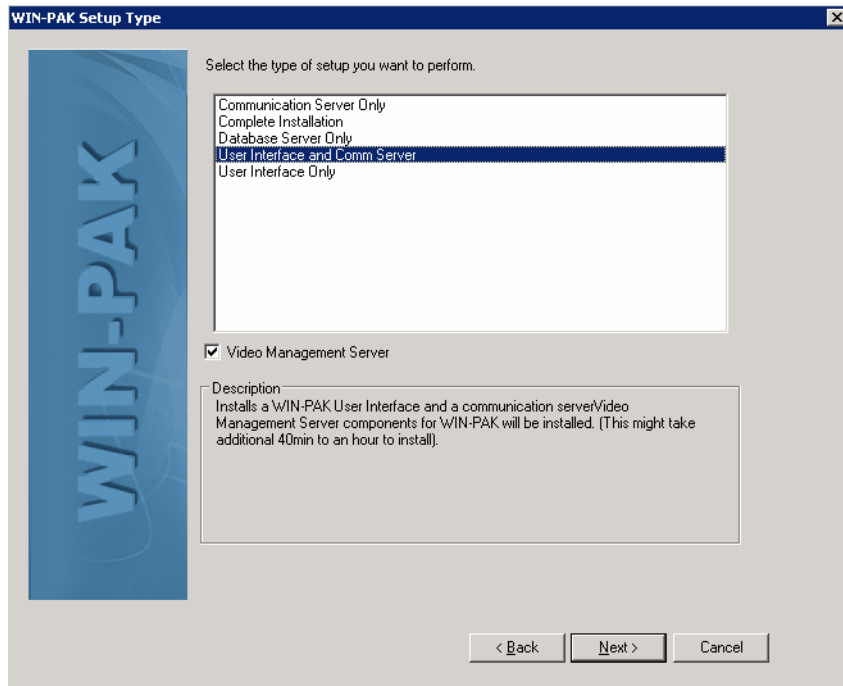 WIN-PAK Setup Type
WIN-PAK
Select the type of setup you want to perform.
Communication Server Only
Complete Installation
Database Server Only
User Interface and Comm Server
User Interface Only
Video Management Server
Description
Installs a WIN-PAK User Interface and a communication serverVideo
Management Server components for WIN-PAK will be installed. (This might take
additional 40min to an hour to install).
< Back
Next >
Cancel